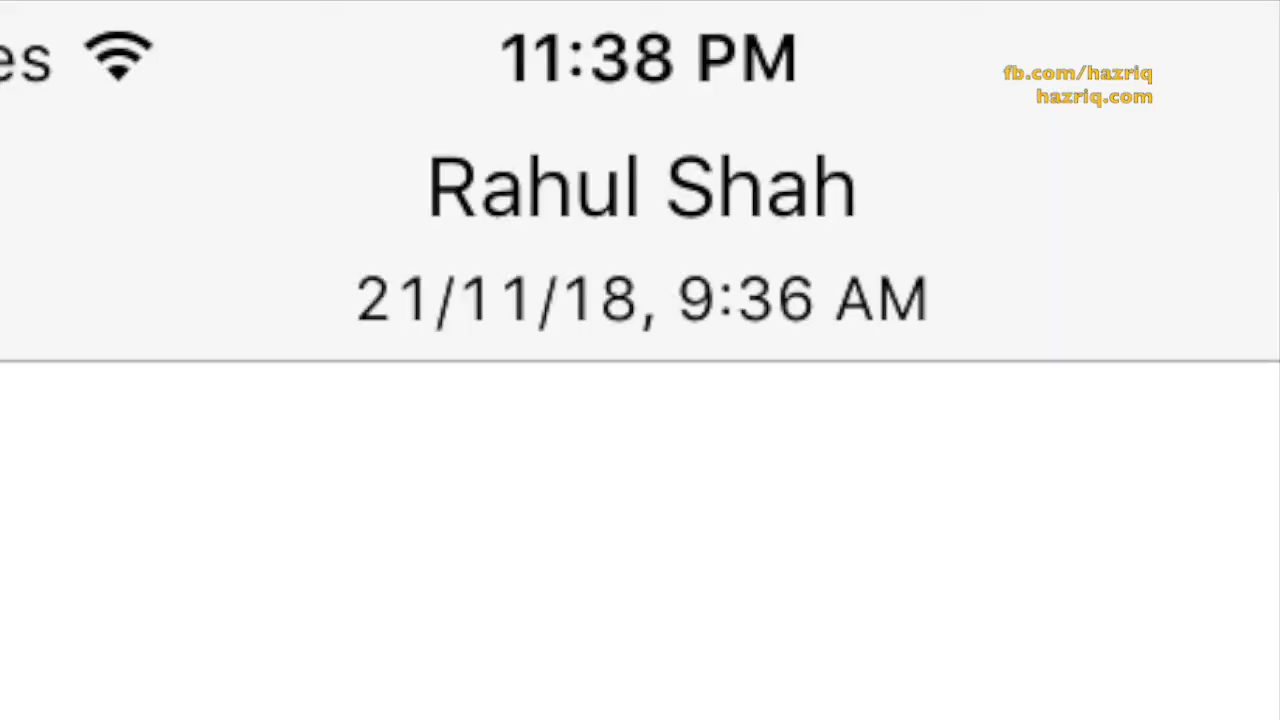 es 11:38 PM
fb.com/hazriq
hazriq.com
Rahul Shah
21/11/18, 9:36 AM